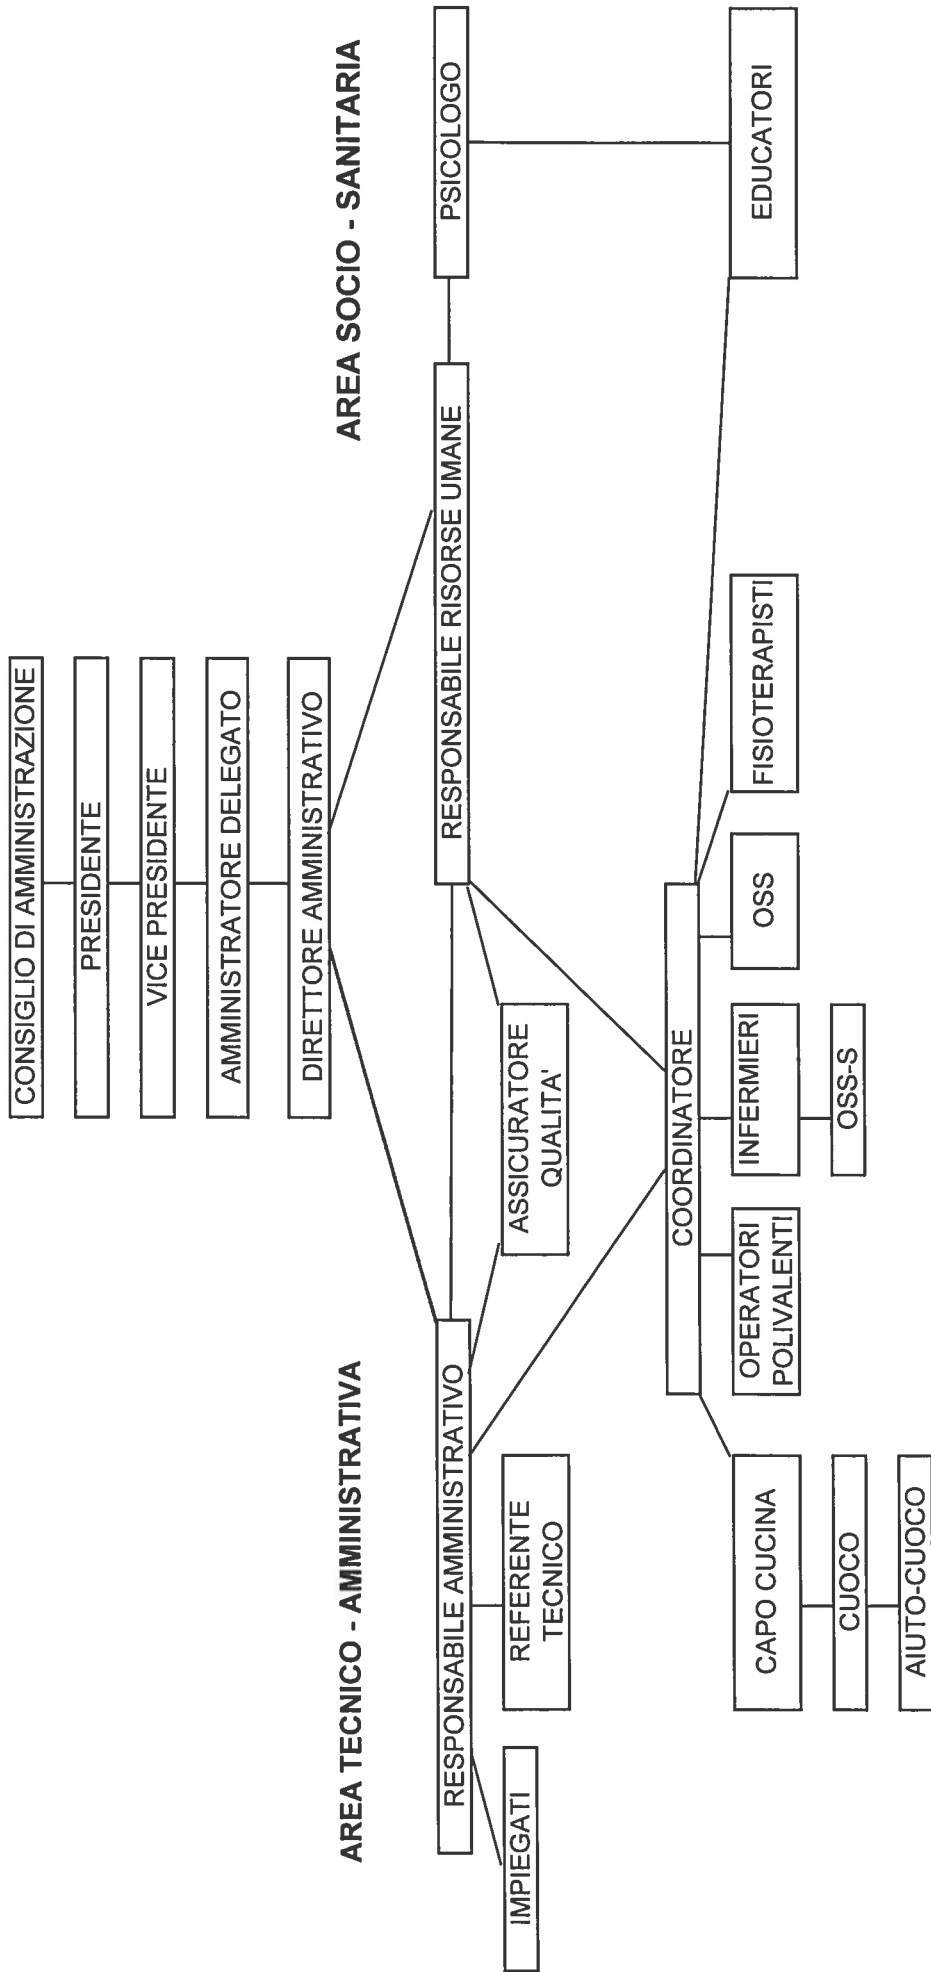 CONSIGLIO DI AMMINISTRAZIONE
PRESIDENTE
VICE PRESIDENTE
AMMINISTRATORE DELEGATO
DIRETTORE AMMINISTRATIVO
AREA TECNICO - AMMINISTRATIVA
AREA SOCIO - SANITARIA
RESPONSABILE AMMINISTRATIVO
RESPONSABILE RISORSE UMANE
PSICOLOGO
IMPIEGATI
REFERENTE
TECNICO
ASSICURATORE
QUALITA'
COORDINATORE
CAPO CUCINA
OPERATORI
POLIVALENTI
INFERMIERI
OSS
FISIOTERAPISTI
EDUCATORI
CUOCO
OSS-S
AIUTO-CUOCO